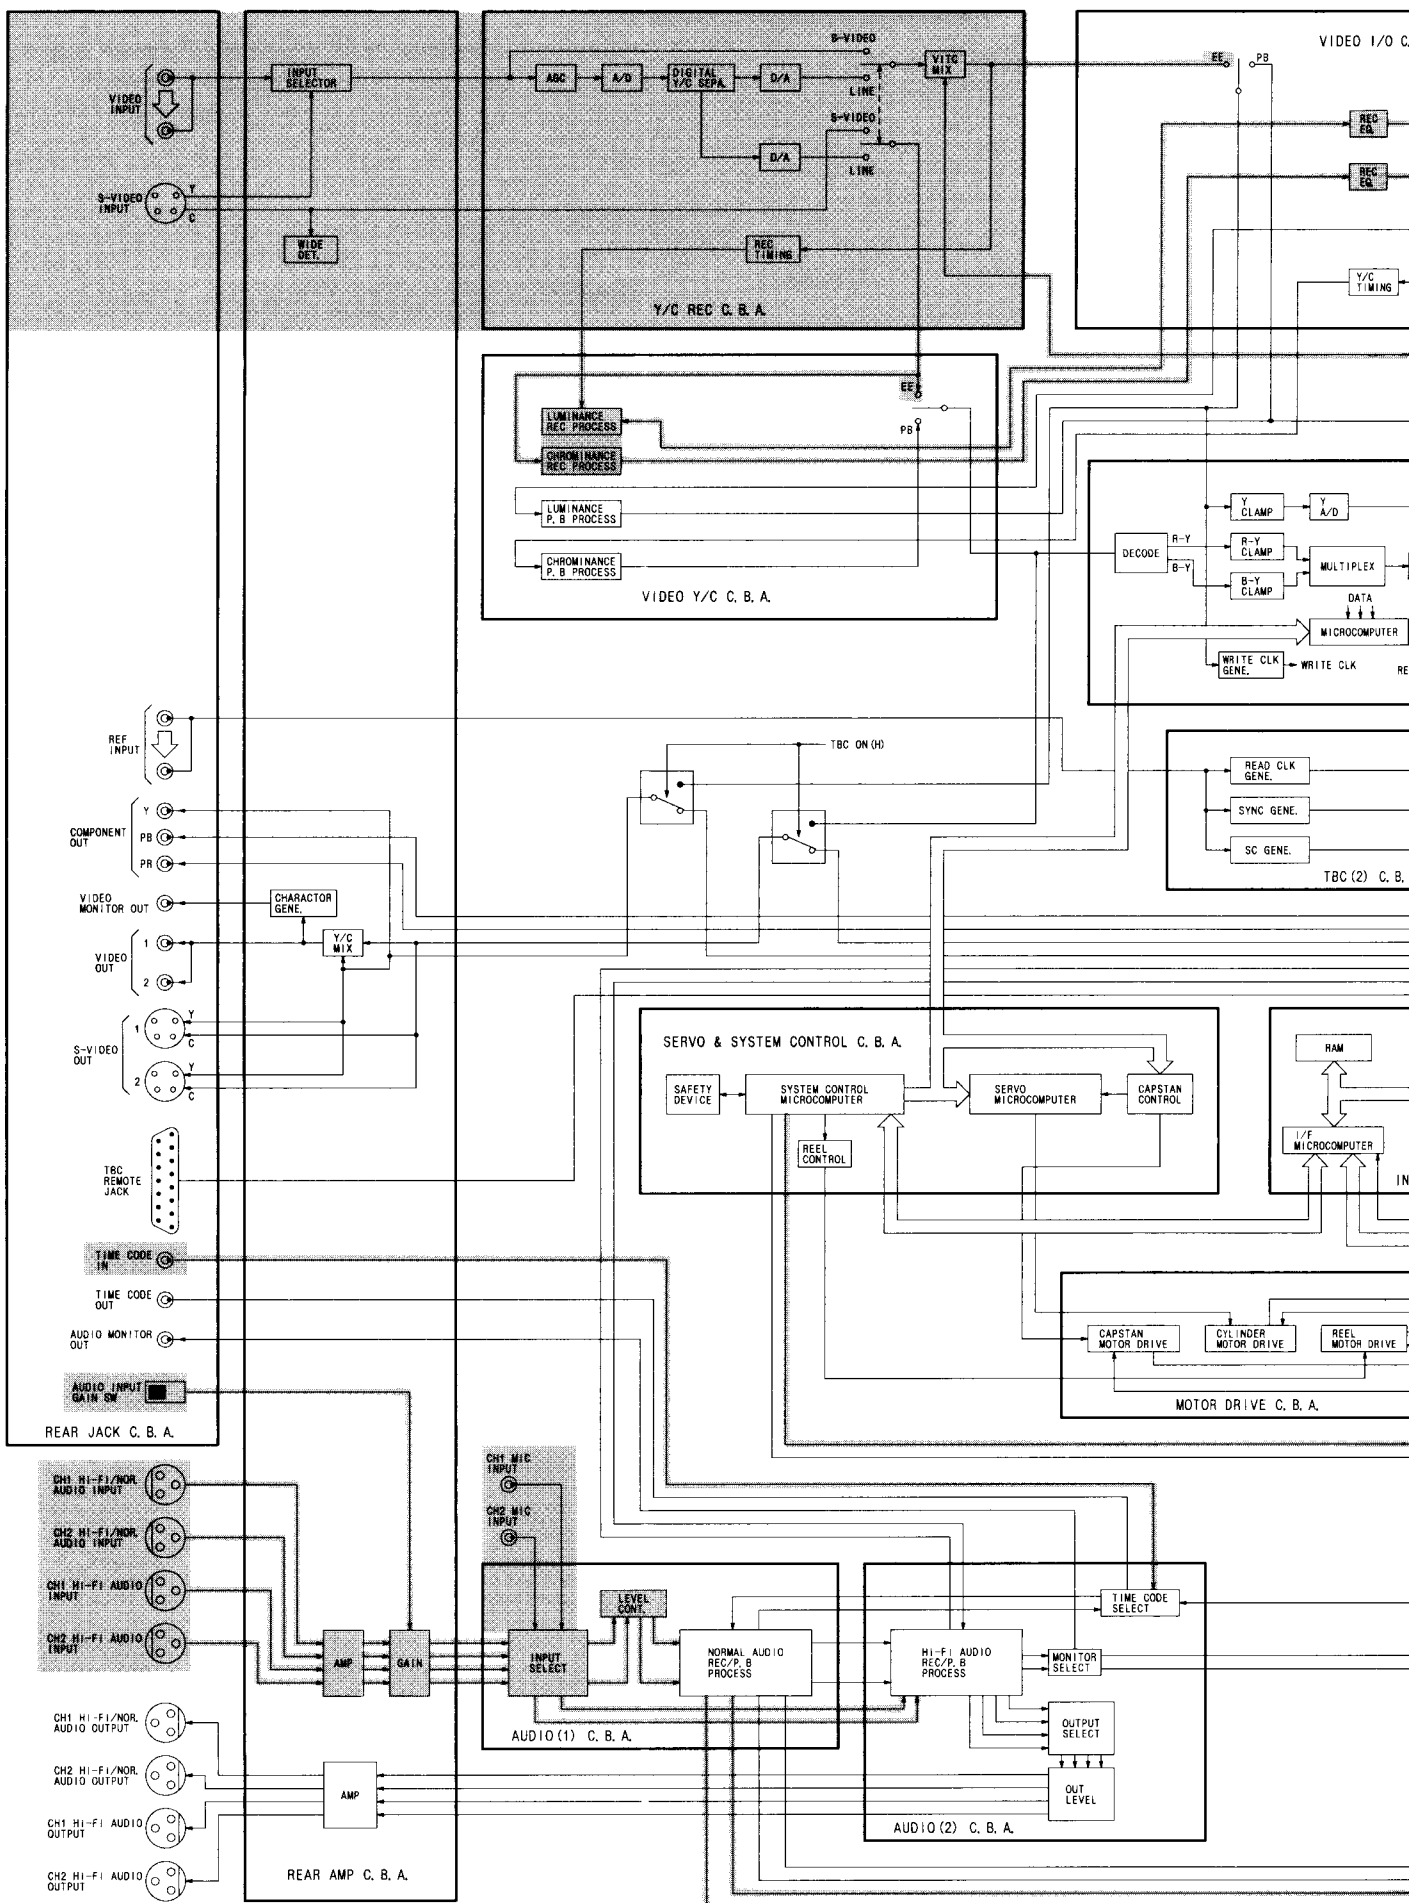 VIDEO
INPUT
INPUT
SELECTOR
S-VIDEO
INPUT
Y
C
WIDE
DET.
AGC
A/D
DIGITAL
Y/C SEPA.
D/A
D/A
S-VIDEO
LINE
S-VIDEO
LINE
VITC
MIX
REC
TIMING
Y/C REC C. B. A.
VIDEO I/O C.
EE
PB
REC
EQ.
REC
EQ.
Y/C
TIMING
LUMINANCE
REC PROCESS
CHROMINANCE
REC PROCESS
LUMINANCE
P. B PROCESS
CHROMINANCE
P. B PROCESS
EE
PB
VIDEO Y/C C. B. A.
DECODE
R-Y
B-Y
Y
CLAMP
Y
A/D
R-Y
CLAMP
B-Y
CLAMP
MULTIPLEX
DATA
MICROCOMPUTER
WRITE CLK
GENE.
WRITE CLK
RE
REF
INPUT
TBC ON(H)
READ CLK
GENE.
SYNC GENE.
SC GENE.
TBC(2) C. B.
COMPONENT
OUT
Y
PB
PR
VIDEO
MONITOR OUT
CHARACTOR
GENE.
VIDEO
OUT
1
2
Y/C
MIX
S-VIDEO
OUT
1
Y
C
2
Y
C
TBC
REMOTE
JACK
SERVO & SYSTEM CONTROL C. B. A.
SAFETY
DEVICE
SYSTEM CONTROL
MICROCOMPUTER
SERVO
MICROCOMPUTER
CAPSTAN
CONTROL
REEL
CONTROL
RAM
I/F
MICROCOMPUTER
IN
TIME CODE
IN
TIME CODE
OUT
AUDIO MONITOR
OUT
AUDIO INPUT
GAIN SW
REAR JACK C. B. A.
CAPSTAN
MOTOR DRIVE
CYLINDER
MOTOR DRIVE
REEL
MOTOR DRIVE
MOTOR DRIVE C. B. A.
CH1 HI-FI/NOR.
AUDIO INPUT
CH2 HI-FI/NOR.
AUDIO INPUT
CH1 HI-FI AUDIO
INPUT
CH2 HI-FI AUDIO
INPUT
AMP
GAIN
CH1 MIC
INPUT
CH2 MIC
INPUT
INPUT
SELECT
LEVEL
CONT.
NORMAL AUDIO
REC/P. B
PROCESS
AUDIO(1) C. B. A.
HI-FI AUDIO
REC/P. B
PROCESS
TIME CODE
SELECT
MONITOR
SELECT
OUTPUT
SELECT
OUT
LEVEL
AUDIO(2) C. B. A.
CH1 HI-FI/NOR.
AUDIO OUTPUT
CH2 HI-FI/NOR.
AUDIO OUTPUT
CH1 HI-FI AUDIO
OUTPUT
CH2 HI-FI AUDIO
OUTPUT
AMP
REAR AMP C. B. A.